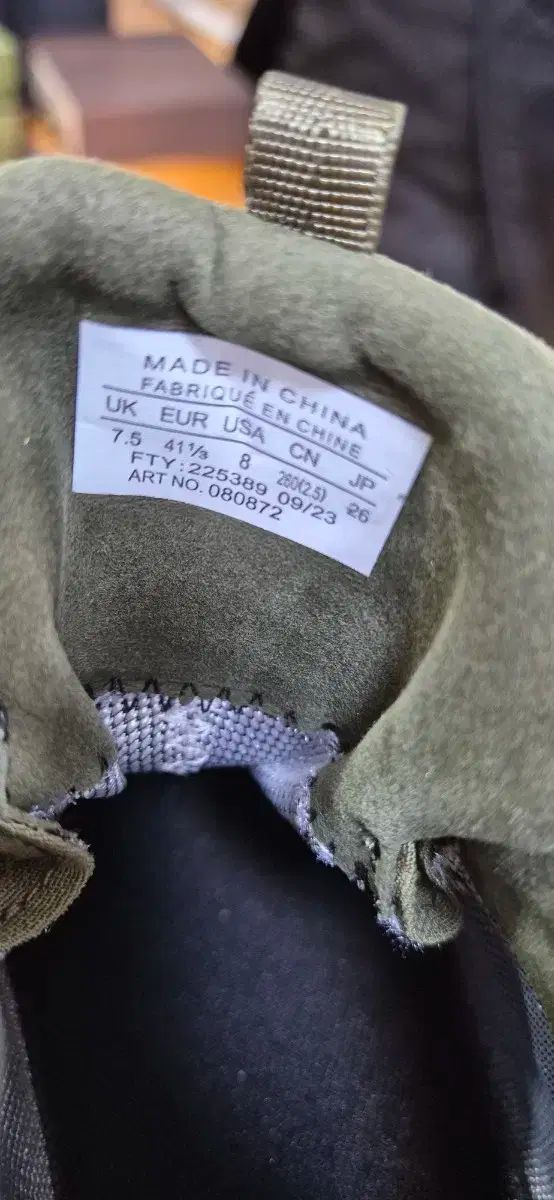 MADE IN CHINA
FABRIQUÉ EN CHINE
UK EUR USA CN JP
7.5 41⅓ 8 260(2.5) 26
FTY:225389 09/23
ART NO.080872